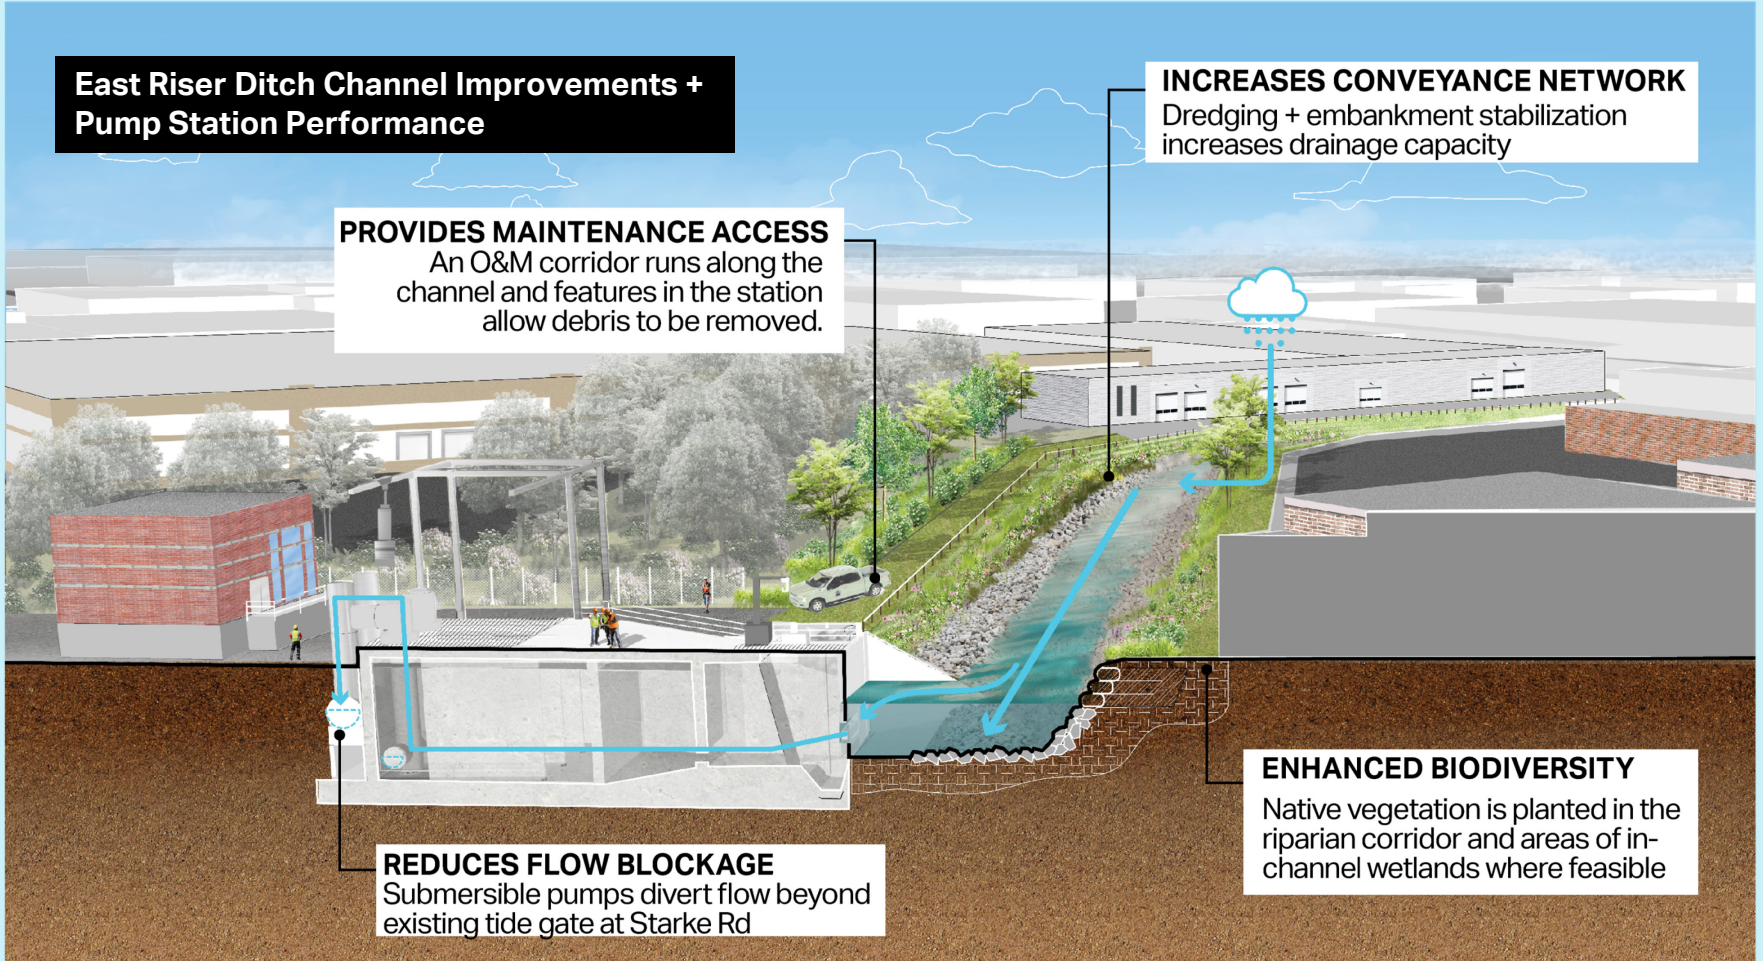 East Riser Ditch Channel Improvements +
Pump Station Performance
INCREASES CONVEYANCE NETWORK
Dredging + embankment stabilization
increases drainage capacity
PROVIDES MAINTENANCE ACCESS
An O&M corridor runs along the
channel and features in the station
allow debris to be removed.
ENHANCED BIODIVERSITY
Native vegetation is planted in the
riparian corridor and areas of in-
channel wetlands where feasible
REDUCES FLOW BLOCKAGE
Submersible pumps divert flow beyond
existing tide gate at Starke Rd